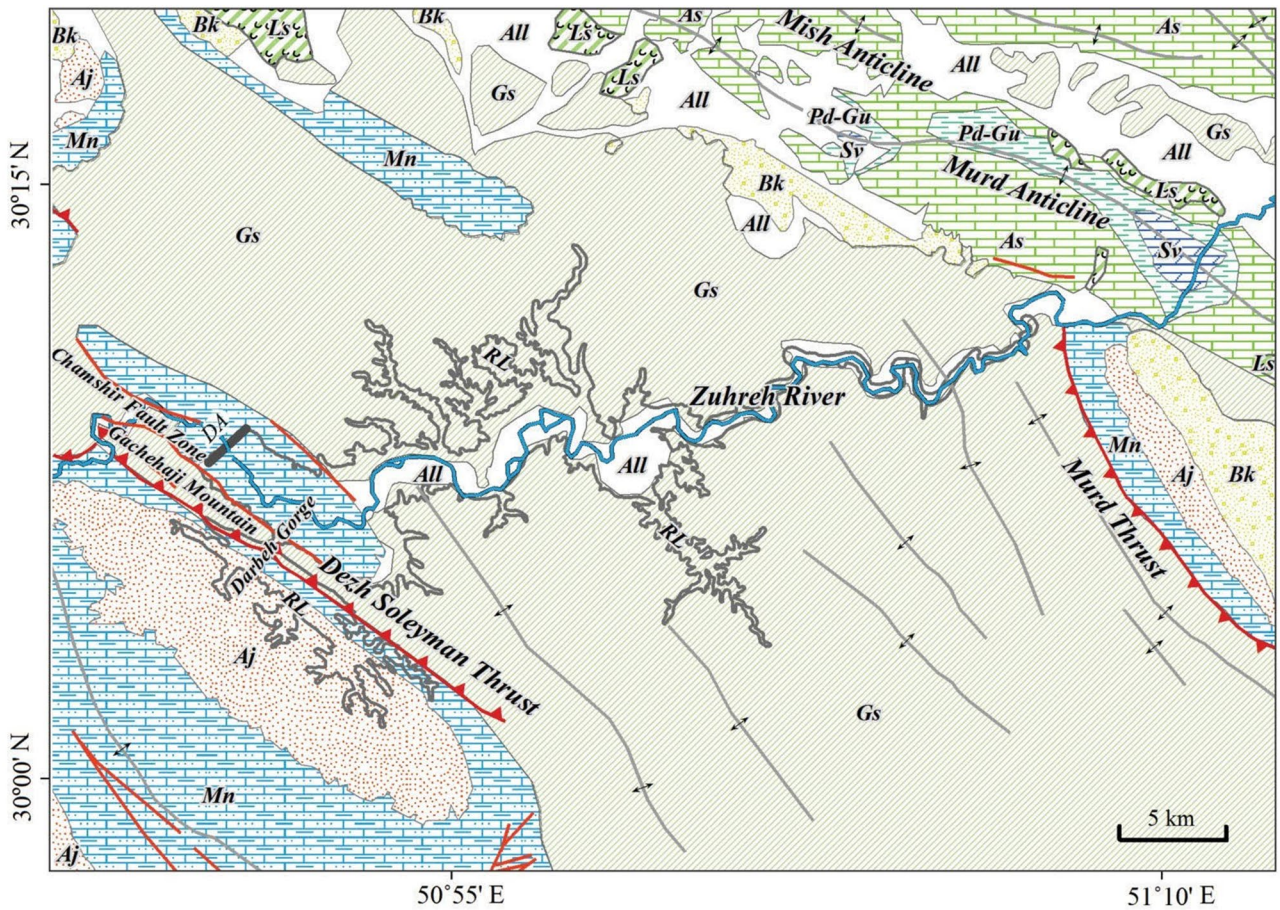 Bk
Ls
Bk
All
Ls
As
Mish Anticline
As
Bk
Aj
Gs
Ls
All
All
Mn
Mn
Pd-Gu
Sv
Pd-Gu
Gs
All
30°15' N
Bk
Murd Anticline
Ls
Gs
All
As
Sv
Gs
RL
Chamshir Fault Zone
DA
Zuhreh River
Ls
Gachehaji Mountain
All
All
Mn
Aj
Bk
Darbeh Gorge
RL
Murd Thrust
Dezh Soleyman Thrust
RL
Aj
Gs
30°00' N
Mn
5 km
Aj
50°55' E
51°10' E